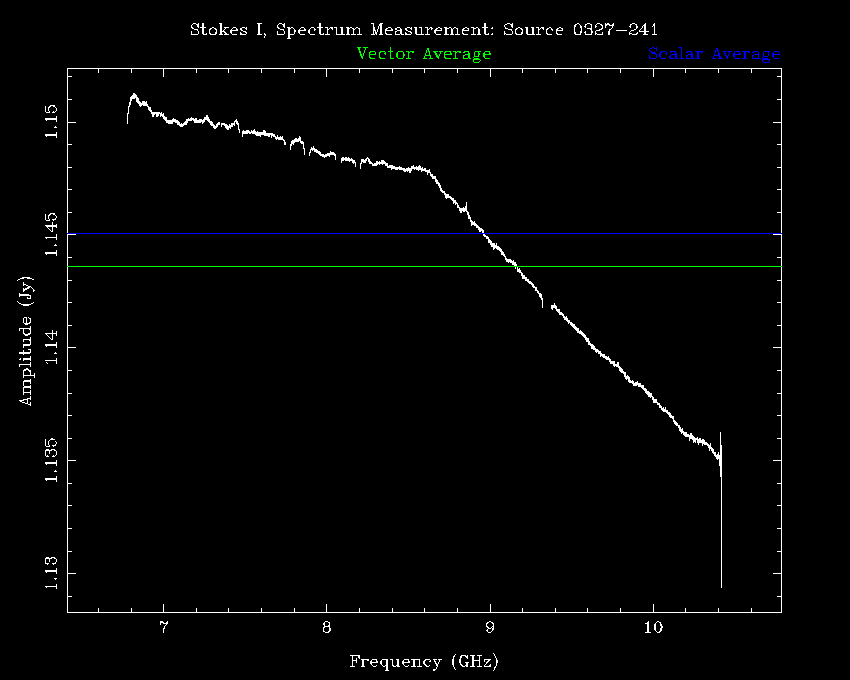 Stokes I, Spectrum Measurement: Source 0327−241
Vector Average Scalar Average
1.15
1.145
1.14
1.135
1.13
Amplitude (Jy)
7 8 9 10
Frequency (GHz)